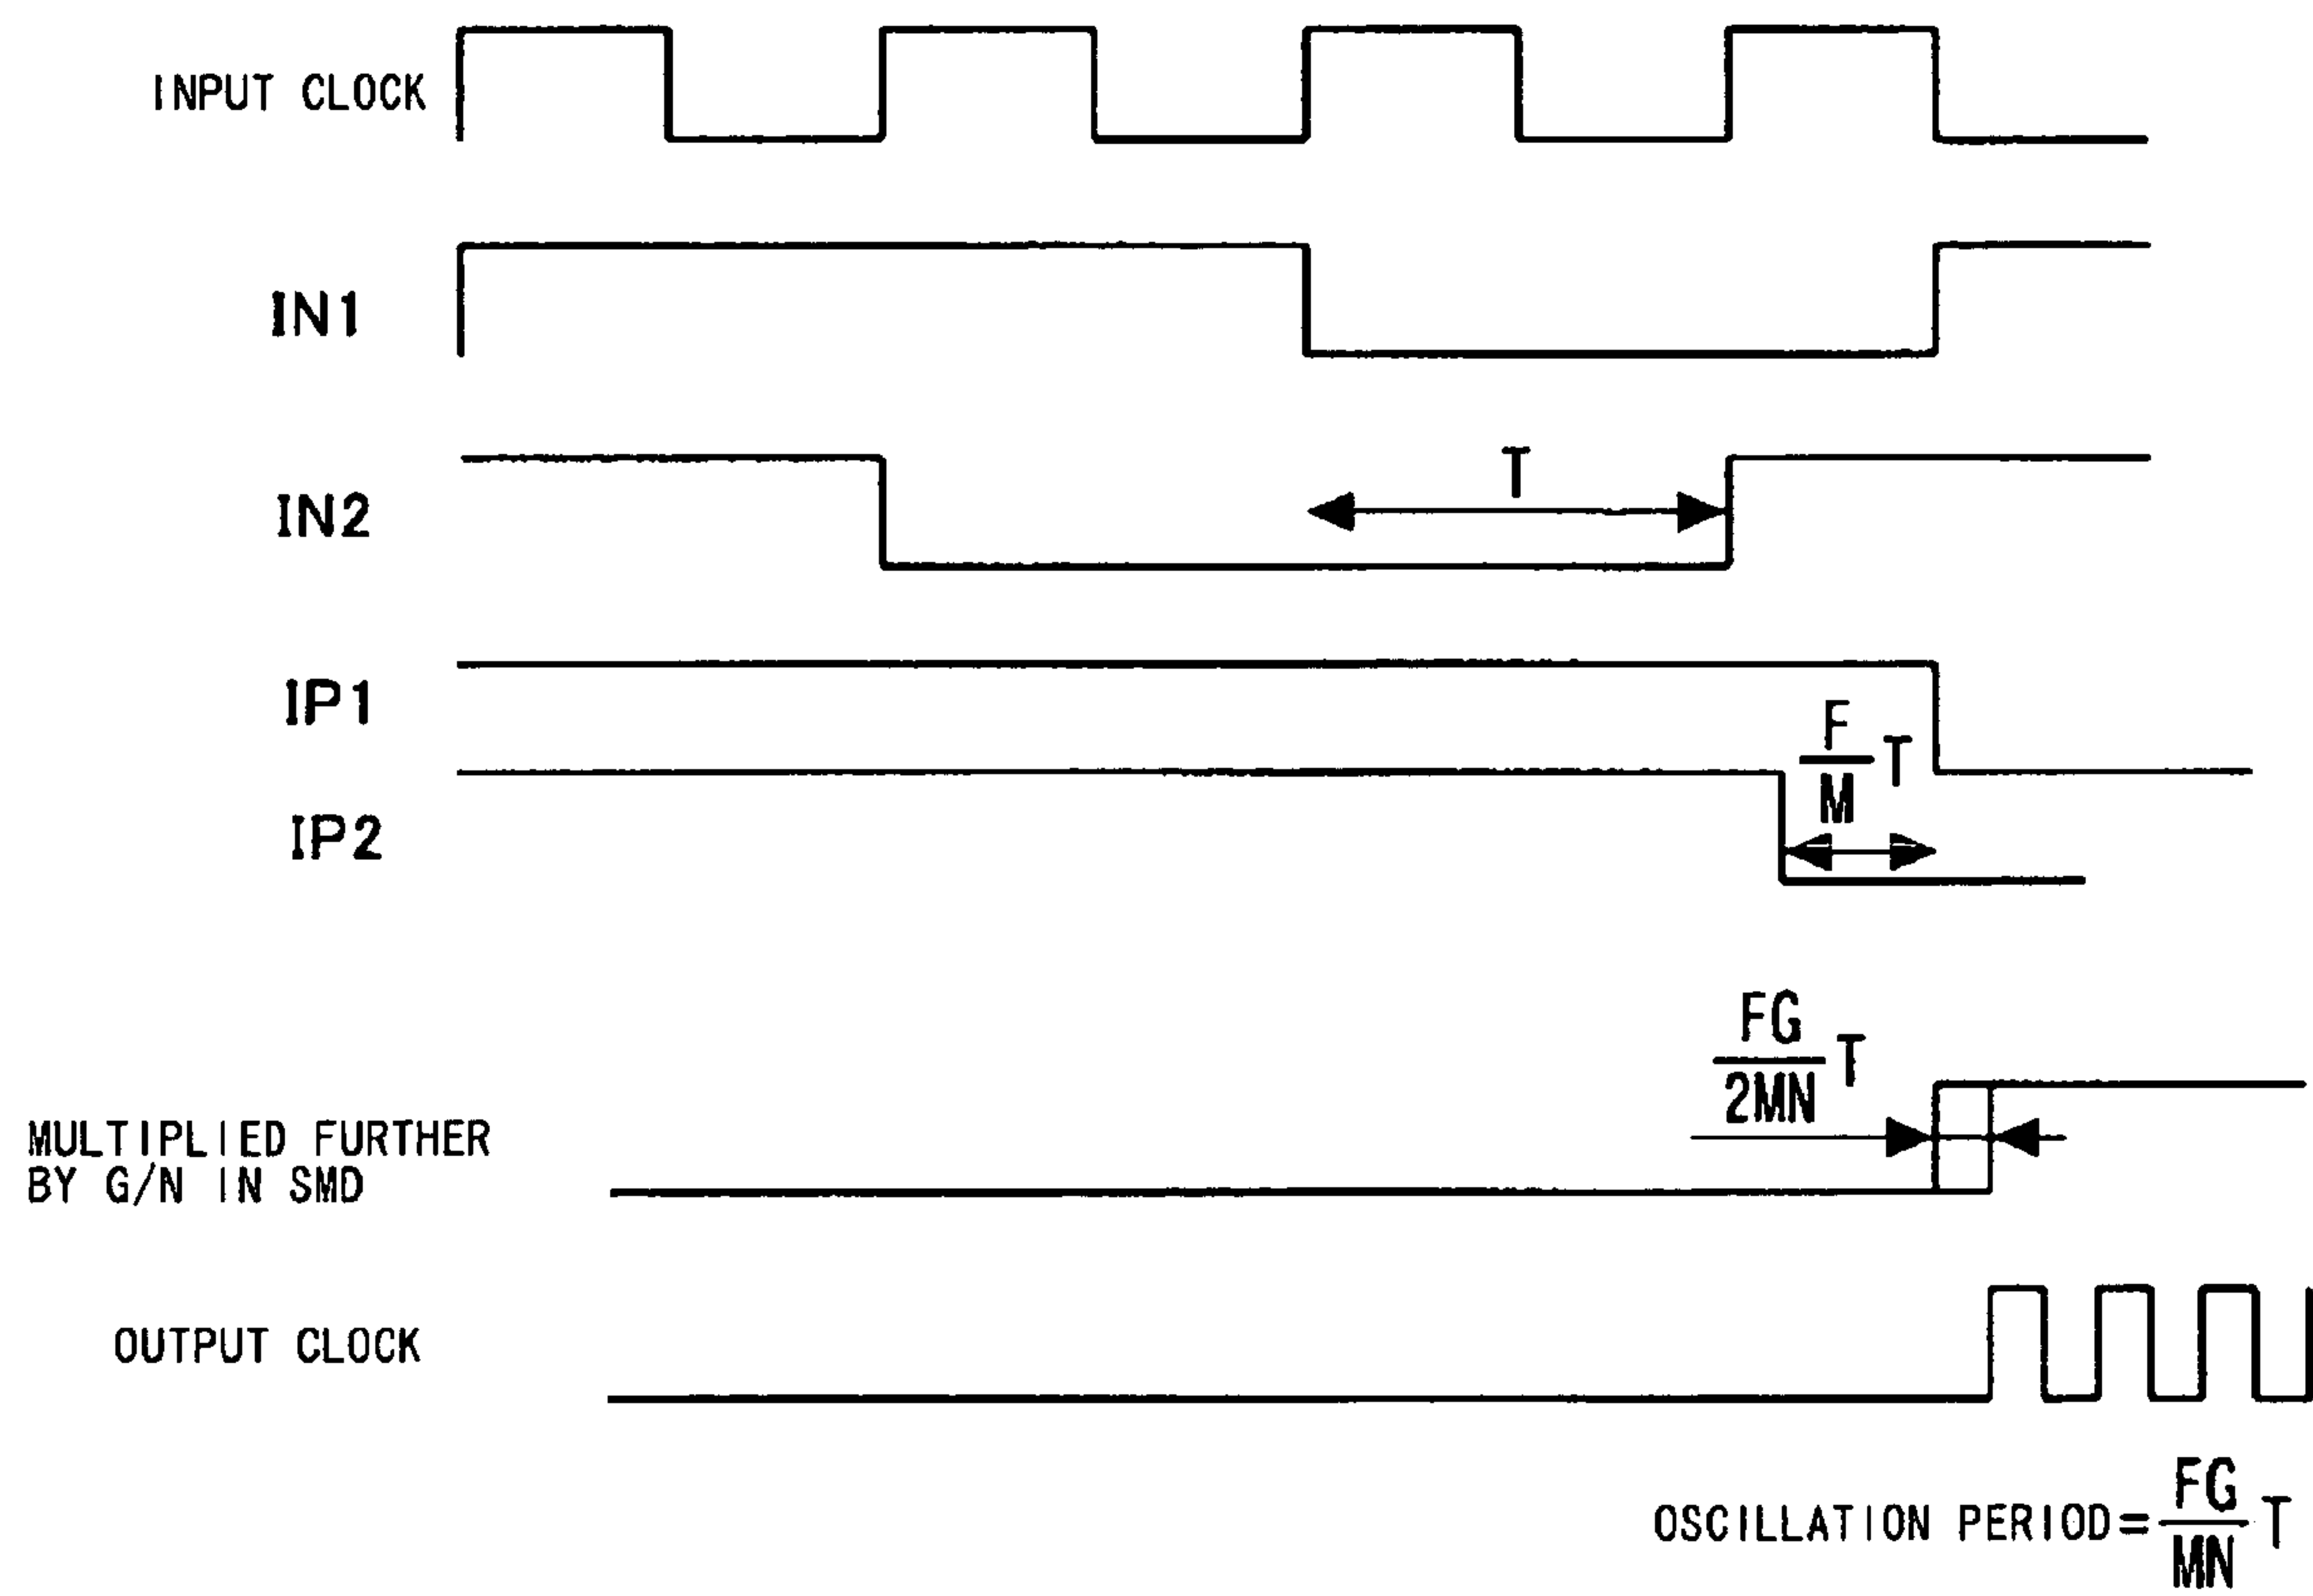 INPUT CLOCK
IN1
T
IN2
IP1
F
M
T
IP2
FG
2MN
T
MULTIPLIED FURTHER
BY G/N IN SMD
OUTPUT CLOCK
OSCILLATION PERIOD=
FG
MN
T